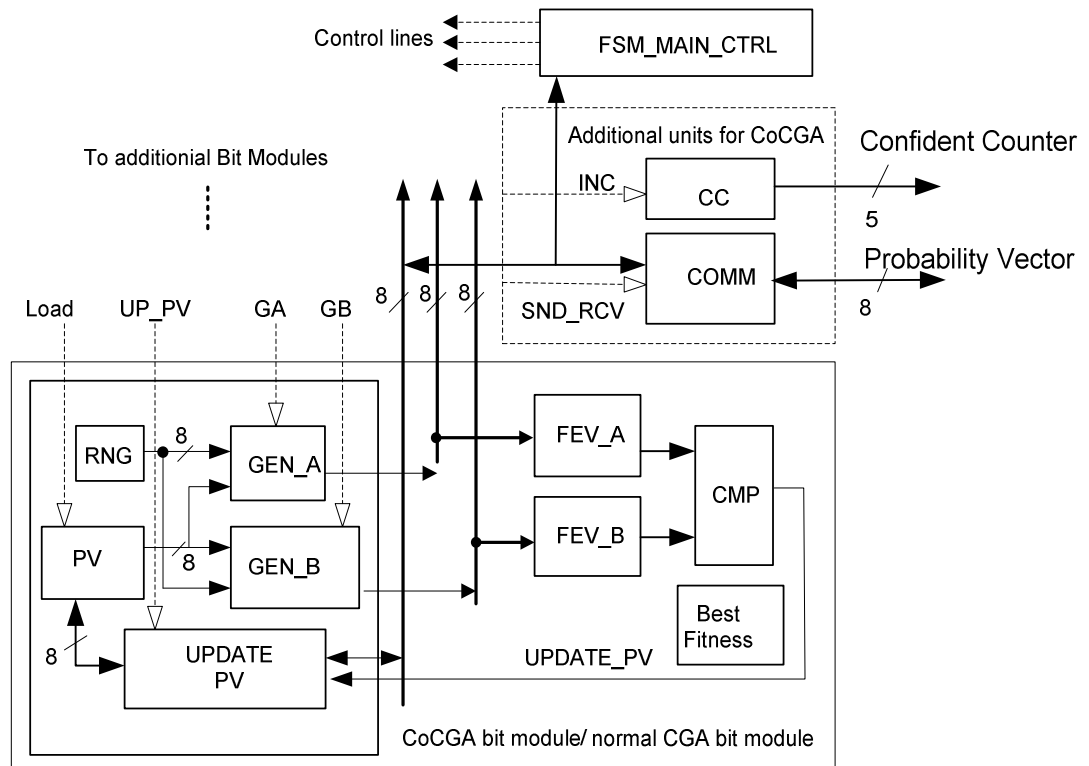 Control lines
FSM_MAIN_CTRL
Additional units for CoCGA
To additionial Bit Modules
INC
CC
Confident Counter
5
COMM
Probability Vector
8
SND_RCV
8
8
8
Load
UP_PV
GA
GB
RNG
8
GEN_A
FEV_A
CMP
PV
8
GEN_B
FEV_B
8
UPDATE
PV
UPDATE_PV
Best
Fitness
CoCGA bit module/ normal CGA bit module